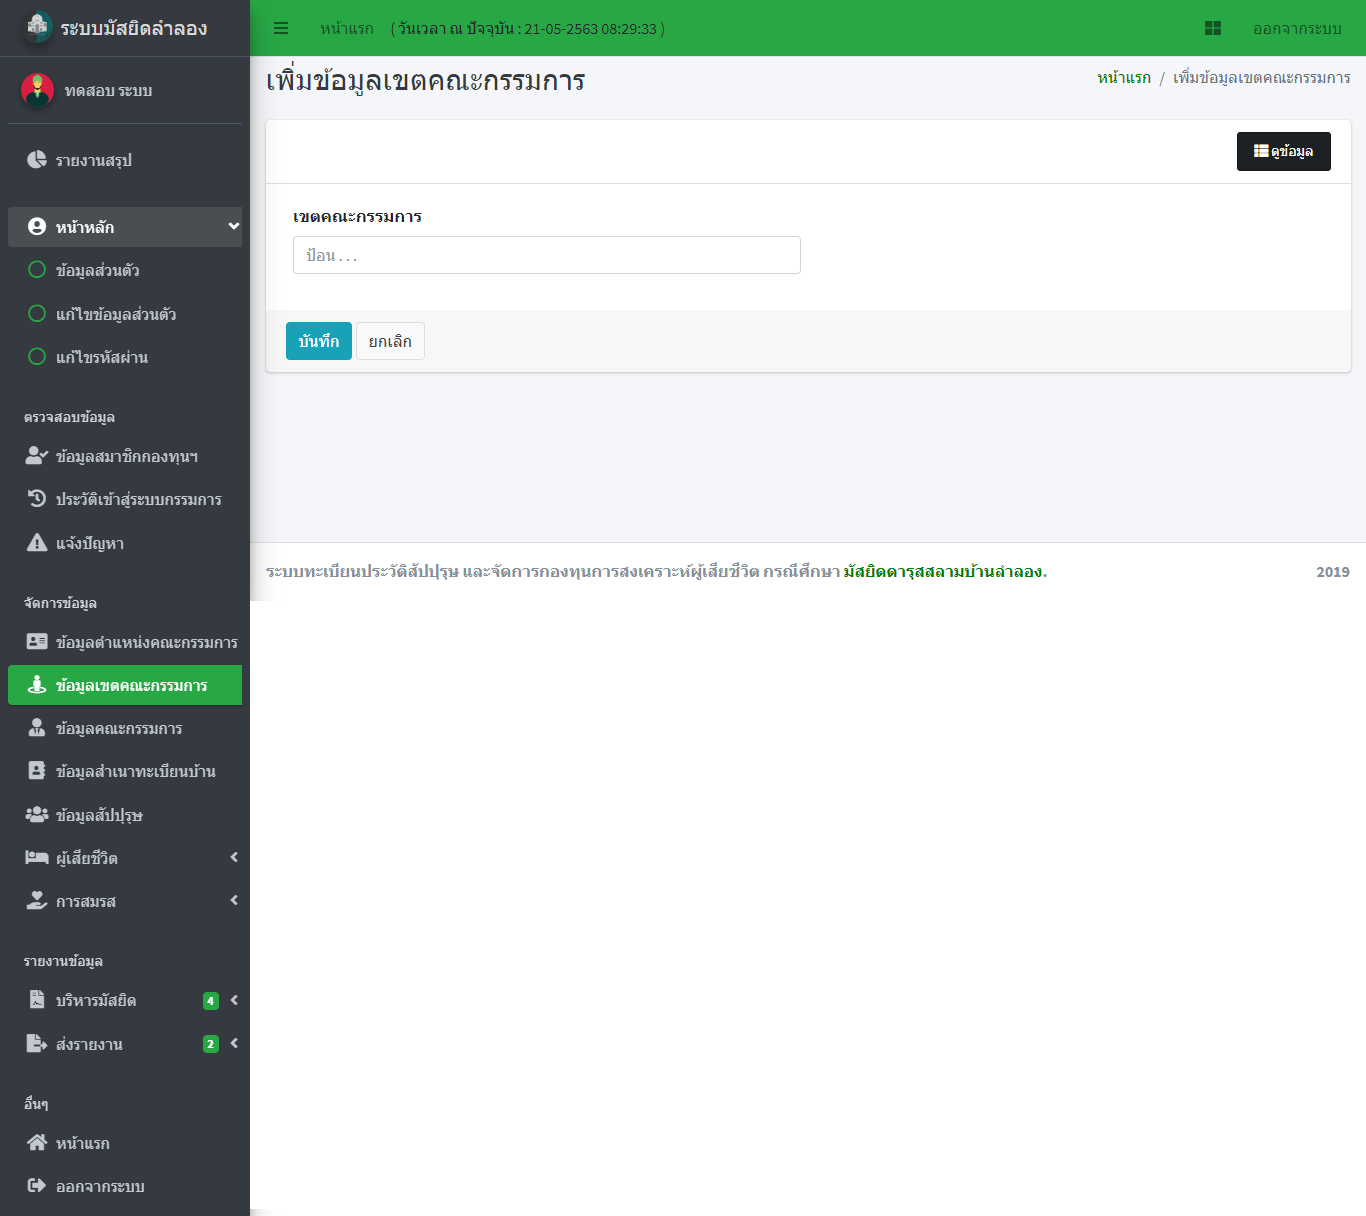 ระบบมัสยิดลำลอง
ทดสอบ ระบบ
รายงานสรุป
หน้าหลัก
ข้อมูลส่วนตัว
แก้ไขข้อมูลส่วนตัว
แก้ไขรหัสผ่าน
ตรวจสอบข้อมูล
ข้อมูลสมาชิกกองทุนฯ
ประวัติเข้าสู่ระบบกรรมการ
แจ้งปัญหา
จัดการข้อมูล
ข้อมูลตำแหน่งคณะกรรมการ
ข้อมูลเขตคณะกรรมการ
ข้อมูลคณะกรรมการ
ข้อมูลสำเนาทะเบียนบ้าน
ข้อมูลสัปปุรุษ
ผู้เสียชีวิต
การสมรส
รายงานข้อมูล
บริหารมัสยิด 4
ส่งรายงาน 2
อื่นๆ
หน้าแรก
ออกจากระบบ
หน้าแรก ( วันเวลา ณ ปัจจุบัน : 21-05-2563 08:29:33 ) ออกจากระบบ
เพิ่มข้อมูลเขตคณะกรรมการ
หน้าแรก / เพิ่มข้อมูลเขตคณะกรรมการ
ดูข้อมูล
เขตคณะกรรมการ
ป้อน . . .
บันทึก ยกเลิก
ระบบทะเบียนประวัติสัปปุรุษ และจัดการกองทุนการสงเคราะห์ผู้เสียชีวิต กรณีศึกษา มัสยิดดารุสสลามบ้านลำลอง. 2019